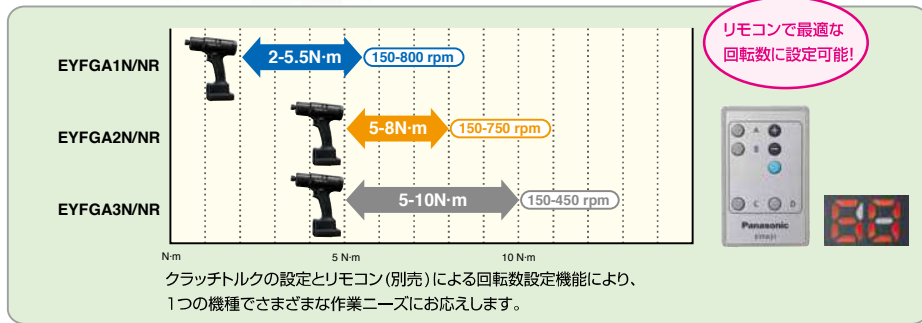 リモコンで最適な
回転数に設定可能!
EYFGA1N/NR
2-5.5N·m
150-800 rpm
EYFGA2N/NR
5-8N·m
150-750 rpm
A
B
EYFGA3N/NR
5-10N·m
150-450 rpm
C D
Panasonic
N·m
5 N·m
10 N·m
クラッチトルクの設定とリモコン(別売)による回転数設定機能により、
1つの機種でさまざまな作業ニーズにお応えします。